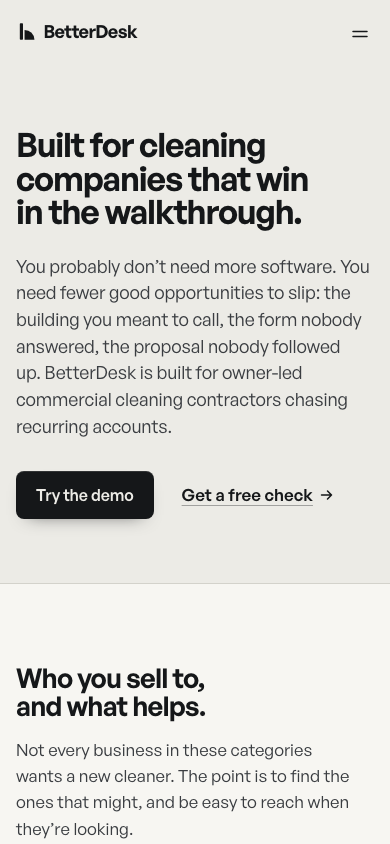 BetterDesk
Built for cleaning
companies that win
in the walkthrough.
You probably don’t need more software. You
need fewer good opportunities to slip: the
building you meant to call, the form nobody
answered, the proposal nobody followed
up. BetterDesk is built for owner-led
commercial cleaning contractors chasing
recurring accounts.
Try the demo
Get a free check →
Who you sell to,
and what helps.
Not every business in these categories
wants a new cleaner. The point is to find the
ones that might, and be easy to reach when
they’re looking.